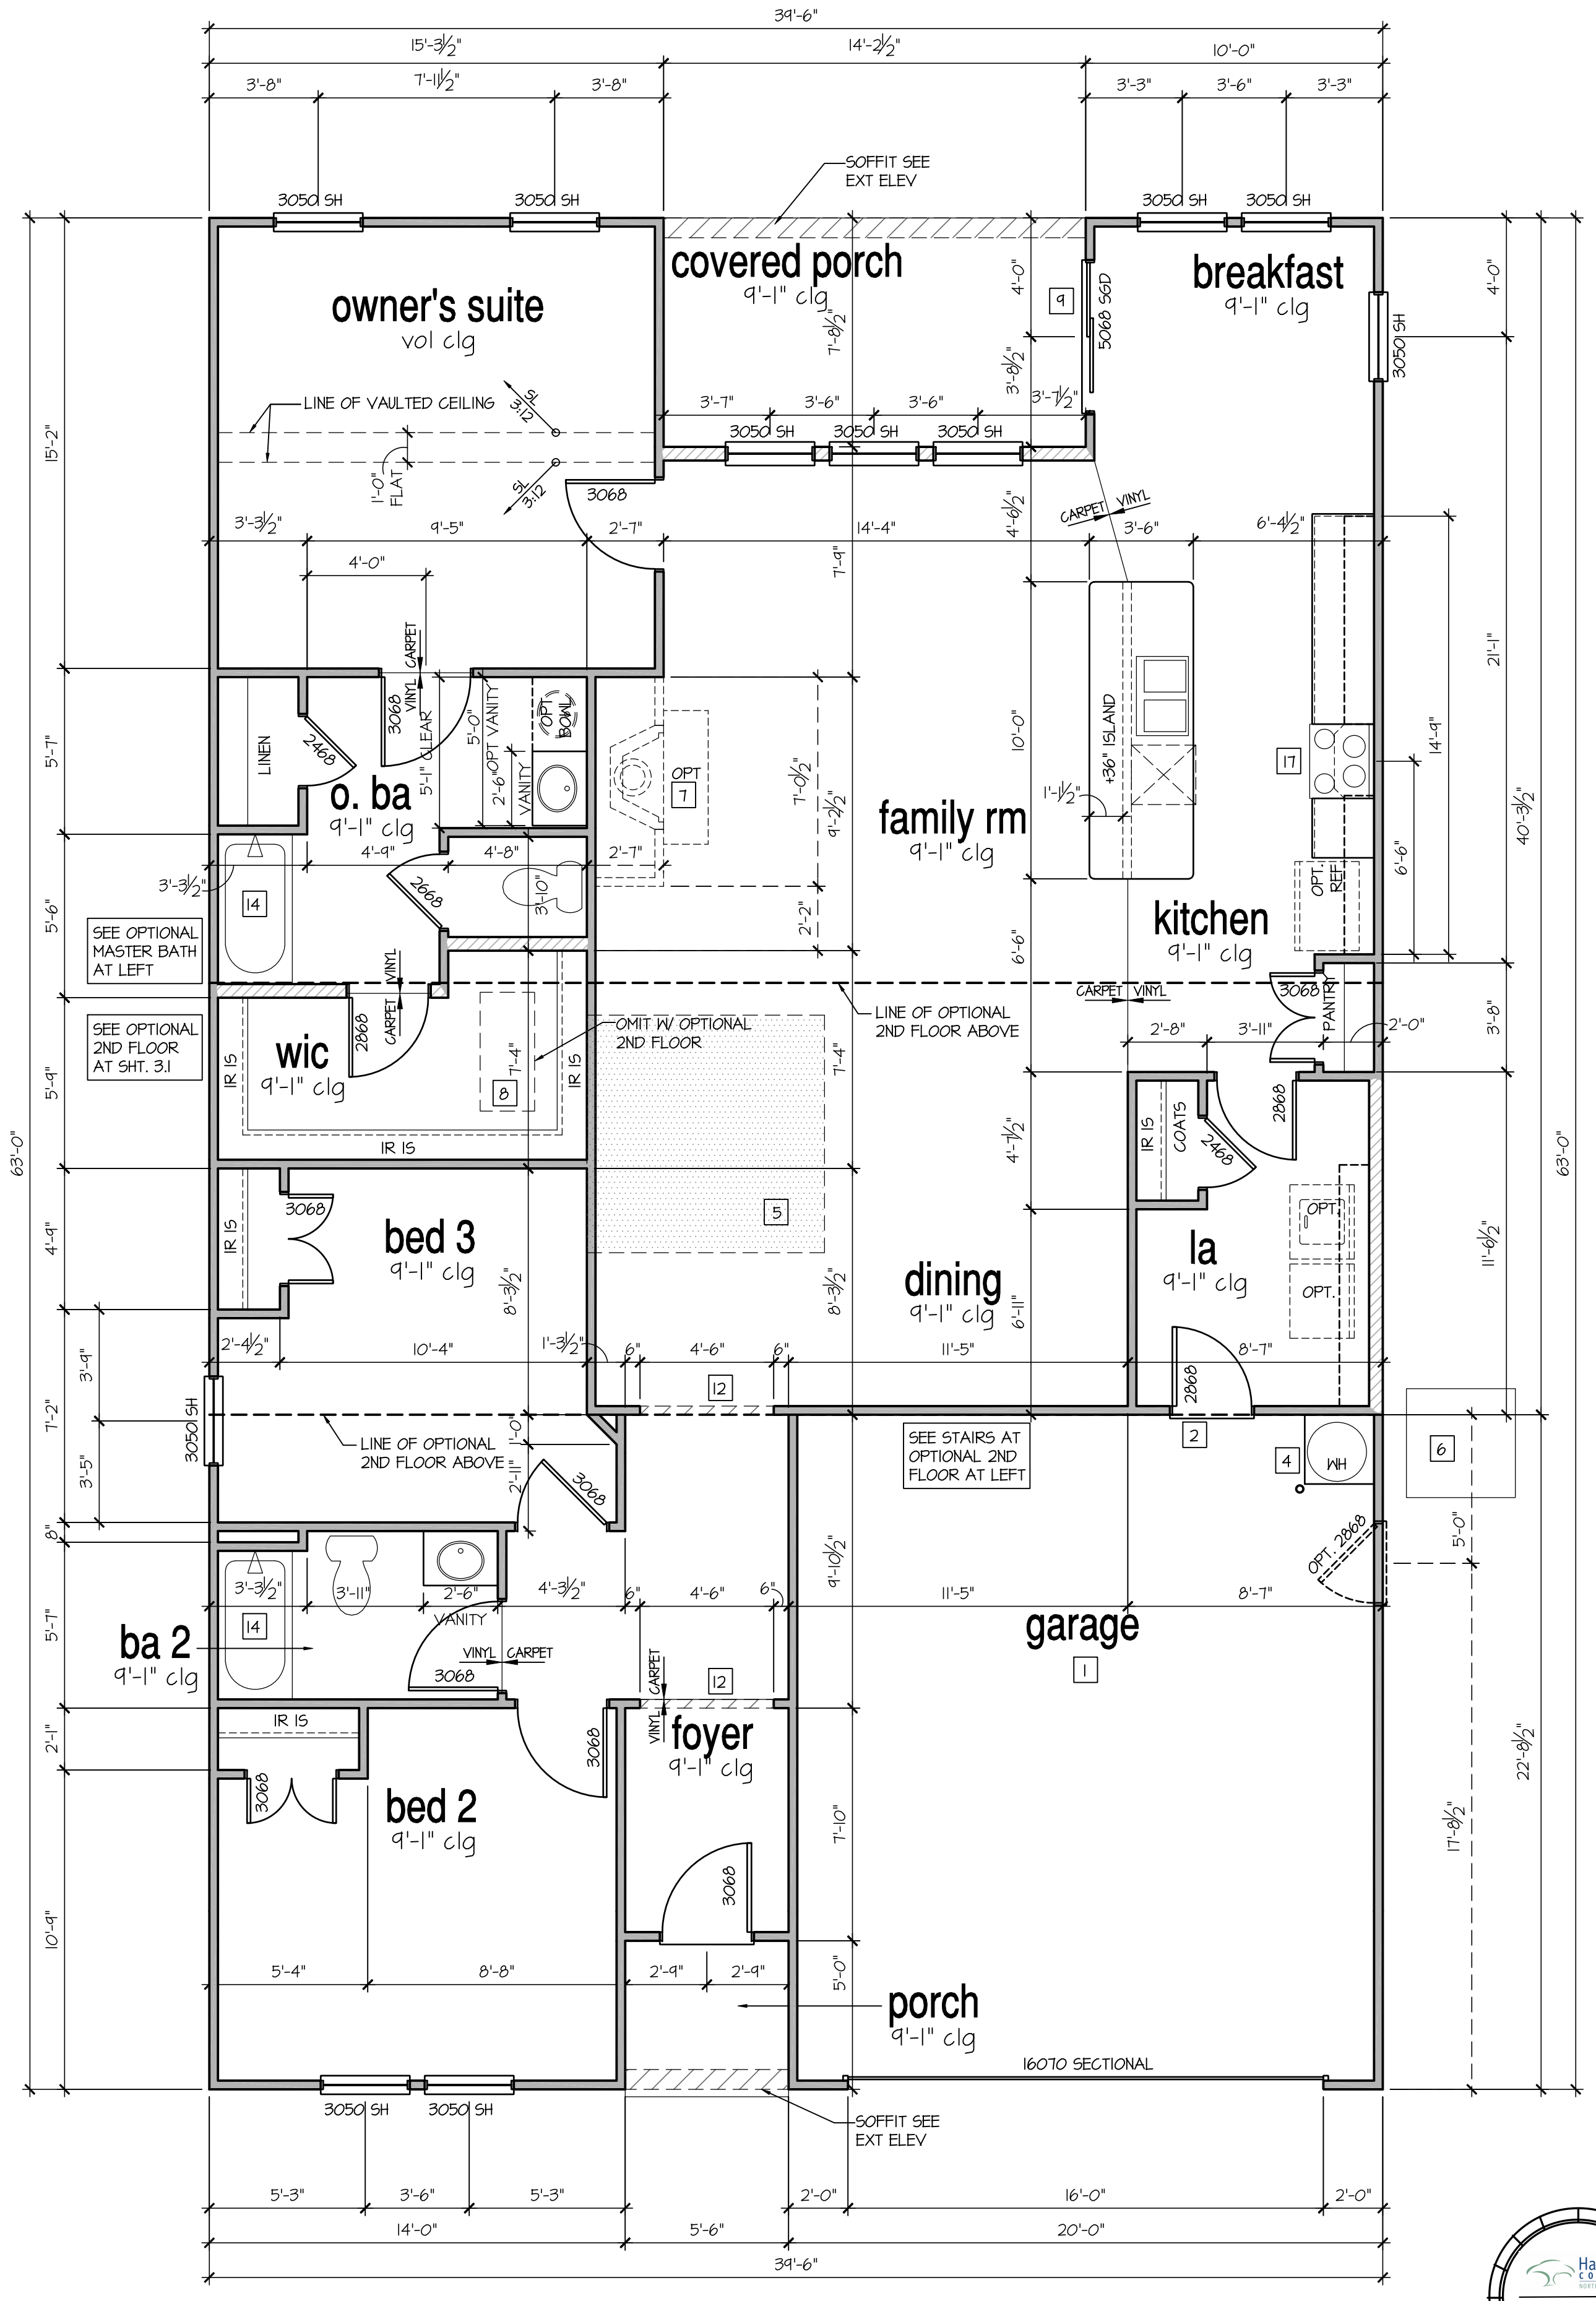 39'-6"
15'-3½" 14'-2½" 10'-0"
3'-8" 7'-11½" 3'-8" 3'-3" 3'-6" 3'-3"
SOFFIT SEE
EXT ELEV
3050 SH 3050 SH 3050 SH 3050 SH
covered porch
9'-1" clg
breakfast
9'-1" clg
owner's suite
vol clg
4'-0" 9 5068 SGD 4'-0"
7'-8½"
3050 SH
3'-8½"
LINE OF VAULTED CEILING
SL
3:12
3'-7" 3'-6" 3'-6" 3'-7½"
3050 SH 3050 SH 3050 SH
15'-2"
1'-0"
FLAT
SL
3:12
3068
CARPET VINYL
4'-6½"
3'-3½" 9'-5" 2'-7" 14'-4" 3'-6" 6'-4½"
4'-0"
7'-9"
CARPET
VINYL
21'-1"
14'-9"
LINEN
2468
3068
5'-1" CLEAR
5'-0"
OPT VANITY
OPT
BOWL
2'-6"
VANITY
5'-7"
o. ba
9'-1" clg
OPT
7
7'-0½"
9'-2½"
10'-0"
+36" ISLAND
1'-1½"
17
family rm
9'-1" clg
40'-3½"
6'-6"
4'-9" 4'-8" 2'-7"
3'-3½"
14
2668
3'-10"
2'-2"
OPT.
REF.
5'-6"
SEE OPTIONAL
MASTER BATH
AT LEFT
kitchen
9'-1" clg
6'-6"
VINYL
CARPET
CARPET VINYL
3068
PANTRY
LINE OF OPTIONAL
2ND FLOOR ABOVE
SEE OPTIONAL
2ND FLOOR
AT SHT. 3.1
OMIT W/ OPTIONAL
2ND FLOOR
2'-8" 3'-11" 2'-0"
3'-8"
wic
9'-1" clg
2868
1R 1S
7'-4"
8
1R 1S
7'-4"
5'-9"
1R 1S
COATS
2468
2868
4'-7½"
1R 1S
63'-0"
63'-0"
3068
1R 1S
bed 3
9'-1" clg
5
4'-9"
OPT.
la
9'-1" clg
OPT.
11'-6½"
8'-3½"
8'-3½"
dining
9'-1" clg
6'-11"
2'-4½" 10'-4" 1'-3½" 6" 4'-6" 6" 11'-5" 8'-7"
3'-9"
12
2868
7'-2"
3050 SH
LINE OF OPTIONAL
2ND FLOOR ABOVE
1'-0"
SEE STAIRS AT
OPTIONAL 2ND
FLOOR AT LEFT
2
4
WH
6
3'-5"
2'-11"
3068
8"
9'-10½"
OPT. 2868
5'-0"
3'-3½" 3'-11" 2'-6" 4'-3½" 6" 4'-6" 6" 11'-5" 8'-7"
5'-7"
14
VANITY
ba 2
9'-1" clg
VINYL CARPET
3068
garage
1
CARPET
VINYL
12
1R 1S
foyer
9'-1" clg
2'-1"
3068
3068
22'-8½"
bed 2
9'-1" clg
7'-10"
17'-8½"
3068
10'-9"
5'-4" 8'-8" 2'-9" 2'-9" 5'-0"
porch
9'-1" clg
16070 SECTIONAL
3050 SH 3050 SH
SOFFIT SEE
EXT ELEV
5'-3" 3'-6" 5'-3" 2'-0" 16'-0" 2'-0"
14'-0" 5'-6" 20'-0"
39'-6"